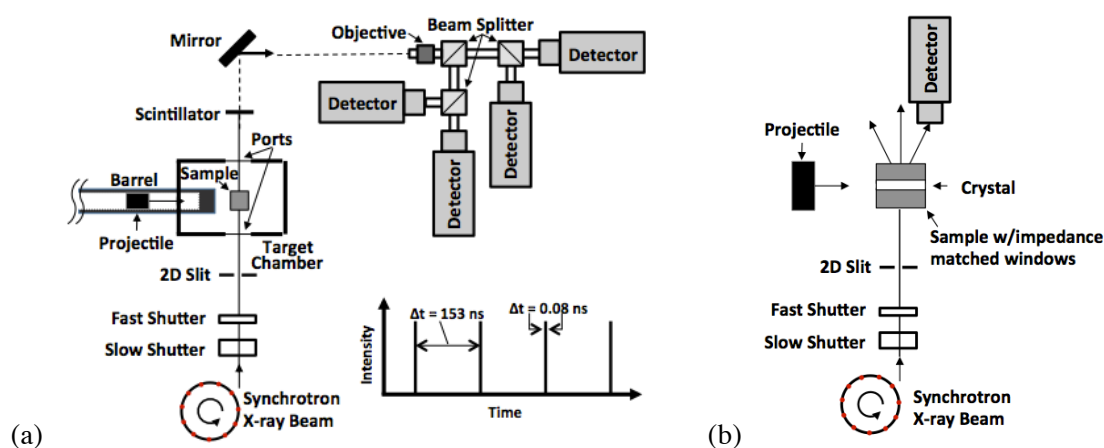 Mirror
Objective
Beam Splitter
Detector
Scintillator
Detector
Ports
Detector
Detector
Barrel
Sample
Projectile
Target
Chamber
2D Slit
Fast Shutter
Slow Shutter
Synchrotron
X-ray Beam
Intensity
Δt = 153 ns
Δt = 0.08 ns
Time
(a)
Detector
Projectile
Crystal
Sample w/impedance
matched windows
2D Slit
Fast Shutter
Slow Shutter
Synchrotron
X-ray Beam
(b)